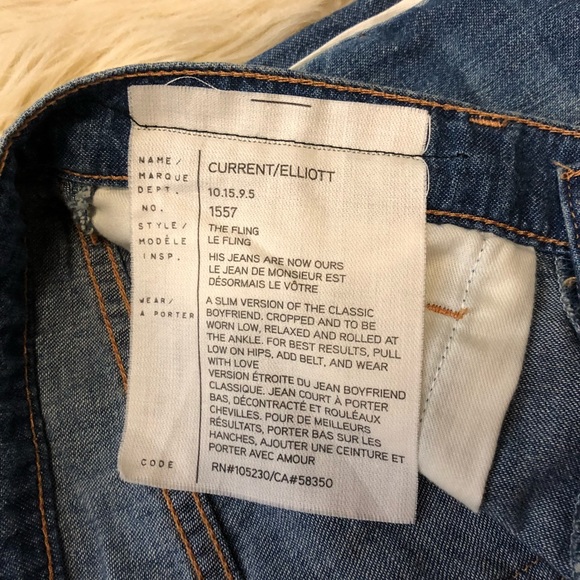 NAME/ CURRENT/ELLIOTT
MARQUE
DEPT. 10.15.9.5
NO. 1557
STYLE/ THE FLING
MODÈLE LE FLING
INSP. HIS JEANS ARE NOW OURS
LE JEAN DE MONSIEUR EST
DÉSORMAIS LE VÔTRE
WEAR/ A SLIM VERSION OF THE CLASSIC
A PORTER BOYFRIEND, CROPPED AND TO BE
WORN LOW, RELAXED AND ROLLED AT
THE ANKLE. FOR BEST RESULTS, PULL
LOW ON HIPS, ADD BELT, AND WEAR
WITH LOVE
VERSION ÉTROITE DU JEAN BOYFRIEND
CLASSIQUE. JEAN COURT À PORTER
BAS, DÉCONTRACTÉ ET ROULÉAUX
CHEVILLES. POUR DE MEILLEURS
RÉSULTATS, PORTER BAS SUR LES
HANCHES, AJOUTER UNE CEINTURE ET
PORTER AVEC AMOUR
CODE RN#105230/CA#58350